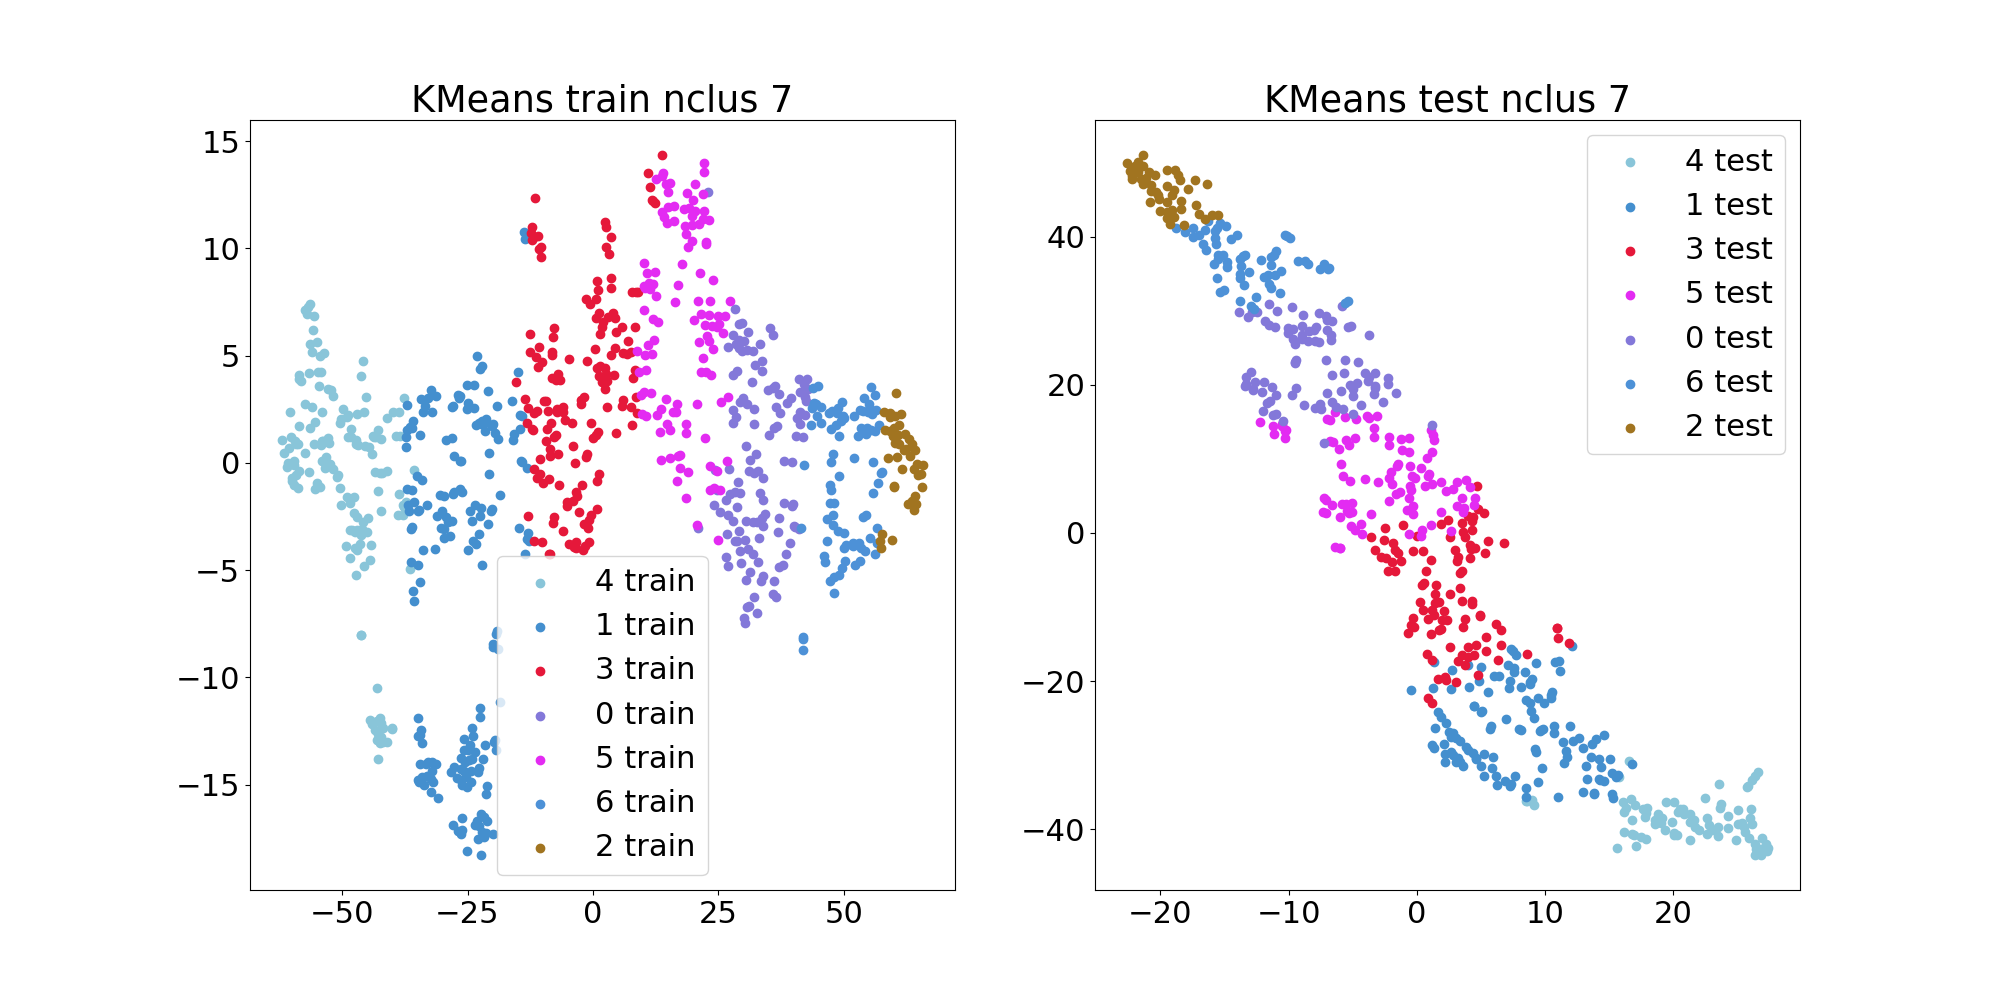 KMeans train nclus 7
15
10
5
0
−5
−10
−15
−50
−25
0
25
50
4 train
1 train
3 train
0 train
5 train
6 train
2 train
KMeans test nclus 7
40
20
0
−20
−40
−20
−10
0
10
20
4 test
1 test
3 test
5 test
0 test
6 test
2 test